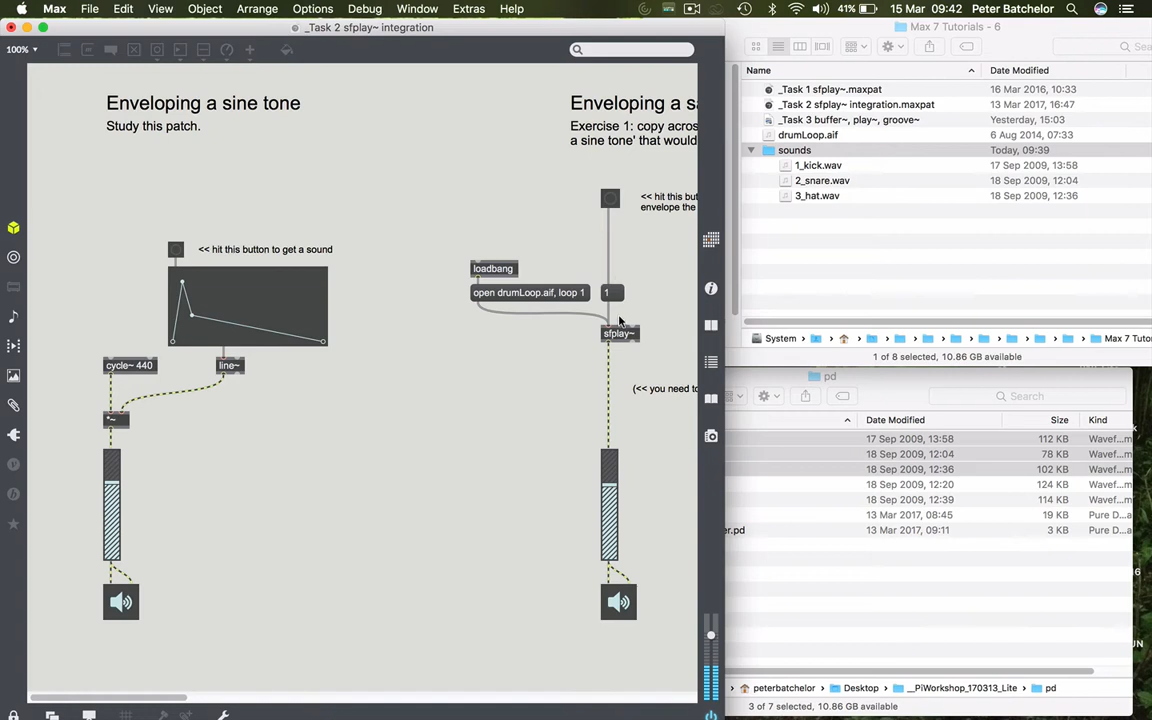 Max File Edit View Object Arrange Options Debug Window Extras Help 41% 15 Mar 09:42 Peter Batchelor
_Task 2 sfplay~ integration
100%
Enveloping a sine tone
Study this patch.
<< hit this button to get a sound
cycle~ 440
line~
*~
Enveloping a sa
Exercise 1: copy across
a sine tone' that would
<< hit this bu
envelope the
loadbang
open drumLoop.aif, loop 1
1
sfplay~
(<< you need to
Max 7 Tutorials - 6
Sea
Name Date Modified
_Task 1 sfplay~.maxpat 16 Mar 2016, 10:33
_Task 2 sfplay~ integration.maxpat 13 Mar 2017, 16:47
_Task 3 buffer~, play~, groove~ Yesterday, 15:03
drumLoop.aif 6 Aug 2014, 07:33
sounds Today, 09:39
1_kick.wav 17 Sep 2009, 13:58
2_snare.wav 18 Sep 2009, 12:04
3_hat.wav 18 Sep 2009, 12:36
System Max 7 Tutor
1 of 8 selected, 10.86 GB available
pd
Search
Date Modified Size Kind
17 Sep 2009, 13:58 112 KB Wavef...m
18 Sep 2009, 12:04 78 KB Wavef...m
18 Sep 2009, 12:36 102 KB Wavef...m
18 Sep 2009, 12:20 124 KB Wavef...m
18 Sep 2009, 12:39 114 KB Wavef...m
13 Mar 2017, 08:45 19 KB Pure D...a
er.pd 13 Mar 2017, 09:11 3 KB Pure D...a
peterbatchelor Desktop __PiWorkshop_170313_Lite pd
3 of 7 selected, 10.86 GB available